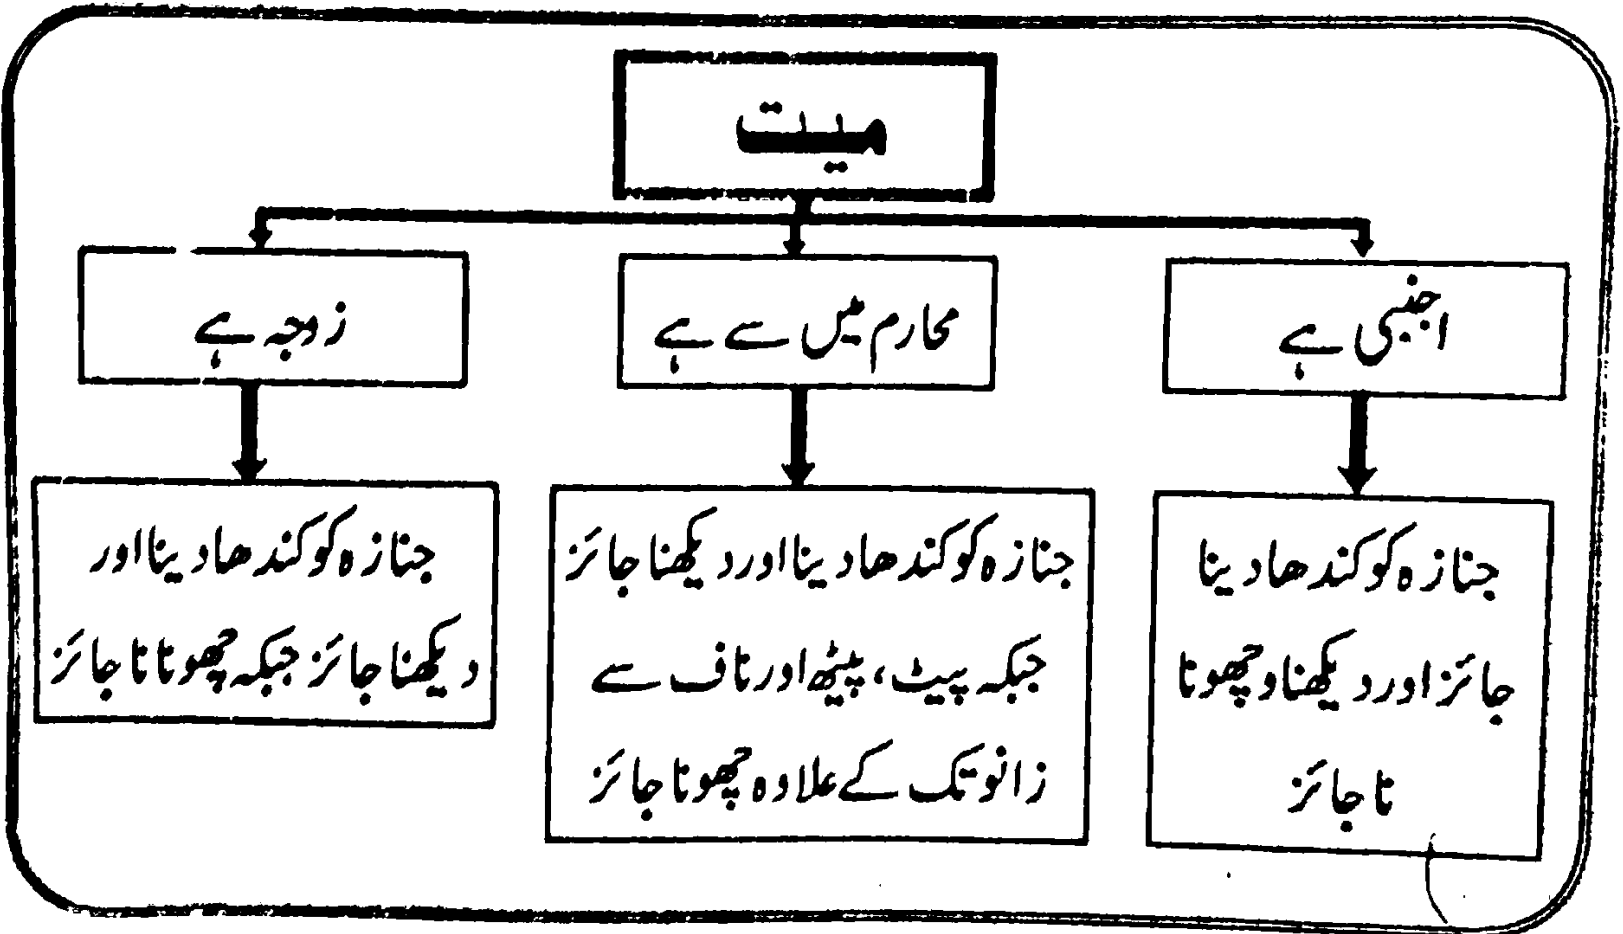 میت
اجنبی ہے
محارم میں سے ہے
زوجہ ہے
جنازہ کو کندھا دینا
جائز اور دیکھنا و چھونا
ناجائز
جنازہ کو کندھا دینا اور دیکھنا جائز
جبکہ پیٹ، پیٹھ اور ناف سے
زانو تک کے علاوہ چھونا جائز
جنازہ کو کندھا دینا اور
دیکھنا جائز جبکہ چھونا ناجائز